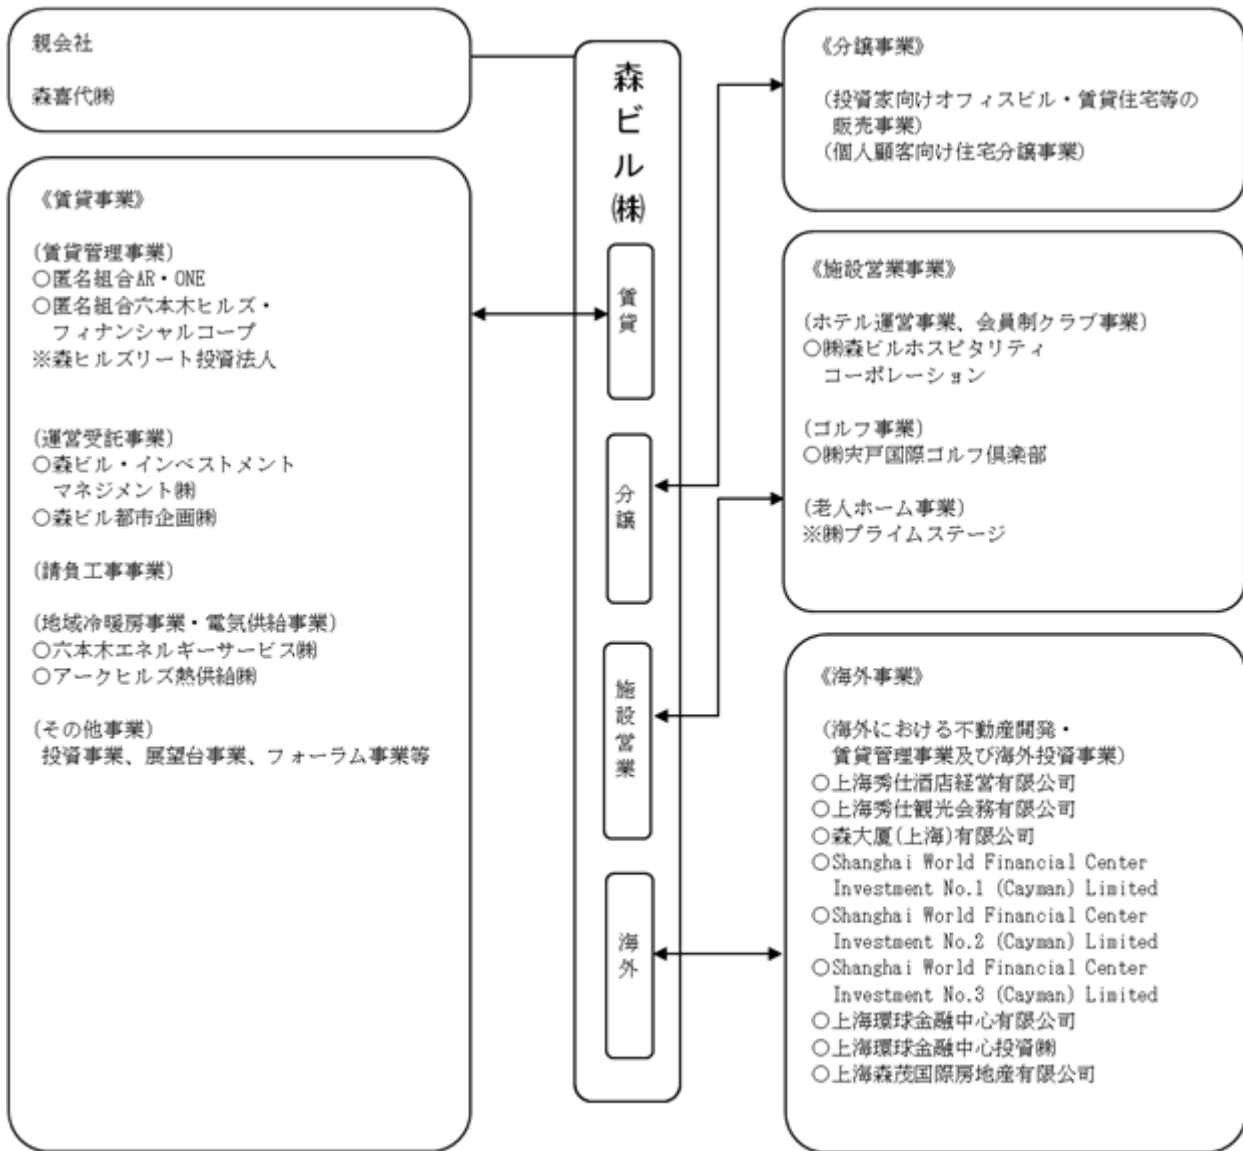 親会社
森喜代㈱
《賃貸事業》
(賃貸管理事業)
○匿名組合AR・ONE
○匿名組合六本木ヒルズ・
フィナンシャルコープ
※森ヒルズリート投資法人
(運営受託事業)
○森ビル・インベストメント
マネジメント㈱
○森ビル都市企画㈱
(請負工事事業)
(地域冷暖房事業・電気供給事業)
○六本木エネルギーサービス㈱
○アークヒルズ熱供給㈱
(その他事業)
投資事業、展望台事業、フォーラム事業等
森ビル㈱
賃貸
分譲
施設営業
海外
《分譲事業》
(投資家向けオフィスビル・賃貸住宅等の
販売事業)
(個人顧客向け住宅分譲事業)
《施設営業事業》
(ホテル運営事業、会員制クラブ事業)
○㈱森ビルホスピタリティ
コーポレーション
(ゴルフ事業)
○㈱宍戸国際ゴルフ倶楽部
(老人ホーム事業)
※㈱プライムステージ
《海外事業》
(海外における不動産開発・
賃貸管理事業及び海外投資事業)
○上海秀仕酒店経営有限公司
○上海秀仕観光会務有限公司
○森大厦(上海)有限公司
○Shanghai World Financial Center
Investment No.1 (Cayman) Limited
○Shanghai World Financial Center
Investment No.2 (Cayman) Limited
○Shanghai World Financial Center
Investment No.3 (Cayman) Limited
○上海環球金融中心有限公司
○上海環球金融中心投資㈱
○上海森茂国際房地産有限公司